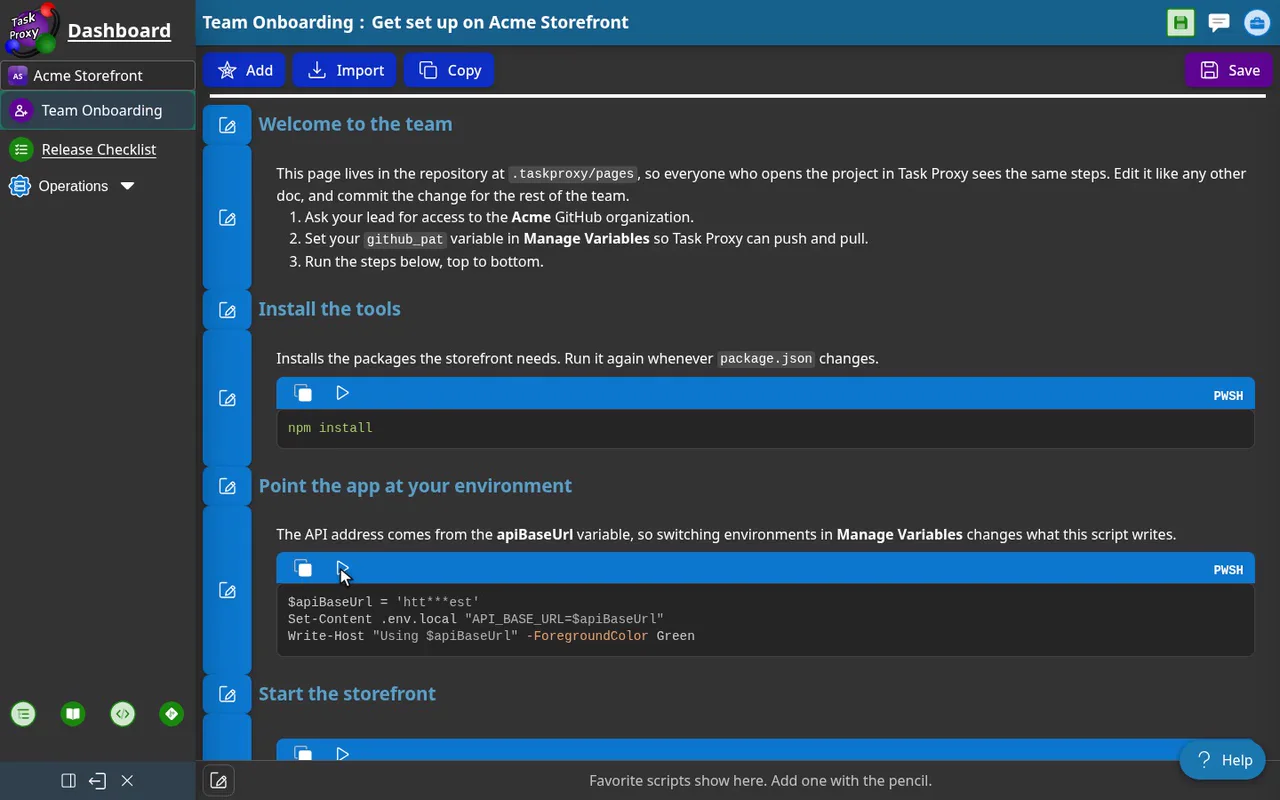 Task Proxy
Dashboard
Team Onboarding : Get set up on Acme Storefront
AS Acme Storefront
Team Onboarding
Release Checklist
Operations
Add
Import
Copy
Save
Welcome to the team
This page lives in the repository at .taskproxy/pages, so everyone who opens the project in Task Proxy sees the same steps. Edit it like any other
doc, and commit the change for the rest of the team.
1. Ask your lead for access to the Acme GitHub organization.
2. Set your github_pat variable in Manage Variables so Task Proxy can push and pull.
3. Run the steps below, top to bottom.
Install the tools
Installs the packages the storefront needs. Run it again whenever package.json changes.
PWSH
npm install
Point the app at your environment
The API address comes from the apiBaseUrl variable, so switching environments in Manage Variables changes what this script writes.
PWSH
$apiBaseUrl = 'htt***est'
Set-Content .env.local "API_BASE_URL=$apiBaseUrl"
Write-Host "Using $apiBaseUrl" -ForegroundColor Green
Start the storefront
Favorite scripts show here. Add one with the pencil.
? Help